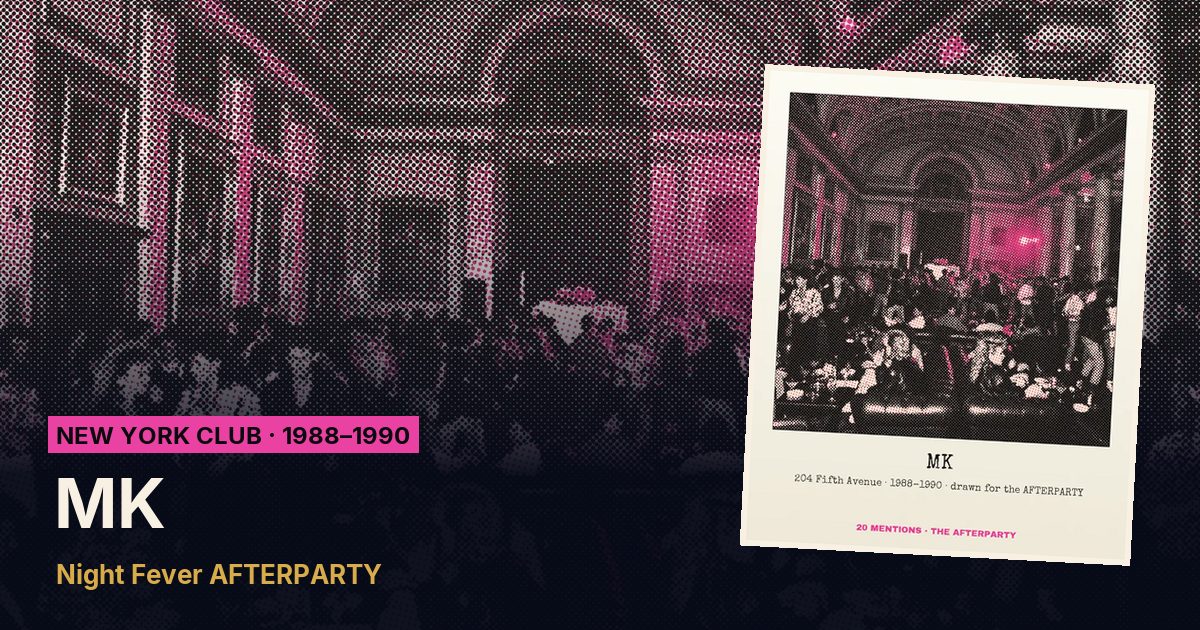 NEW YORK CLUB · 1988–1990
MK
Night Fever AFTERPARTY
MK
204 Fifth Avenue · 1988–1990 · drawn for the AFTERPARTY
20 MENTIONS · THE AFTERPARTY